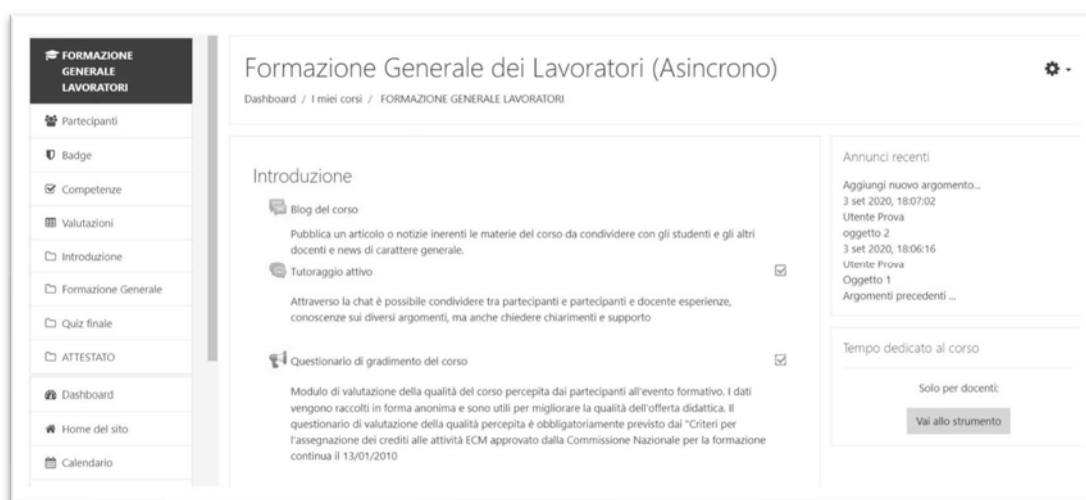 FORMAZIONE
GENERALE
LAVORATORI
Partecipanti
Badge
Competenze
Valutazioni
Introduzione
Formazione Generale
Quiz finale
ATTESTATO
Dashboard
Home del sito
Calendario
Formazione Generale dei Lavoratori (Asincrono)
Dashboard / I miei corsi / FORMAZIONE GENERALE LAVORATORI
Introduzione
Blog del corso
Pubblica un articolo o notizie inerenti le materie del corso da condividere con gli studenti e gli altri
docenti e news di carattere generale.
Tutoraggio attivo
Attraverso la chat è possibile condividere tra partecipanti e partecipanti e docente esperienze,
conoscenze sui diversi argomenti, ma anche chiedere chiarimenti e supporto
Questionario di gradimento del corso
Modulo di valutazione della qualità del corso percepita dai partecipanti all'evento formativo. I dati
vengono raccolti in forma anonima e sono utili per migliorare la qualità dell'offerta didattica. Il
questionario di valutazione della qualità percepita è obbligatoriamente previsto dai "Criteri per
l'assegnazione dei crediti alle attività ECM approvato dalla Commissione Nazionale per la formazione
continua il 13/01/2010
Annunci recenti
Aggiungi nuovo argomento...
3 set 2020, 18:07:02
Utente Prova
oggetto 2
3 set 2020, 18:06:16
Utente Prova
Oggetto 1
Argomenti precedenti ...
Tempo dedicato al corso
Solo per docenti:
Vai allo strumento